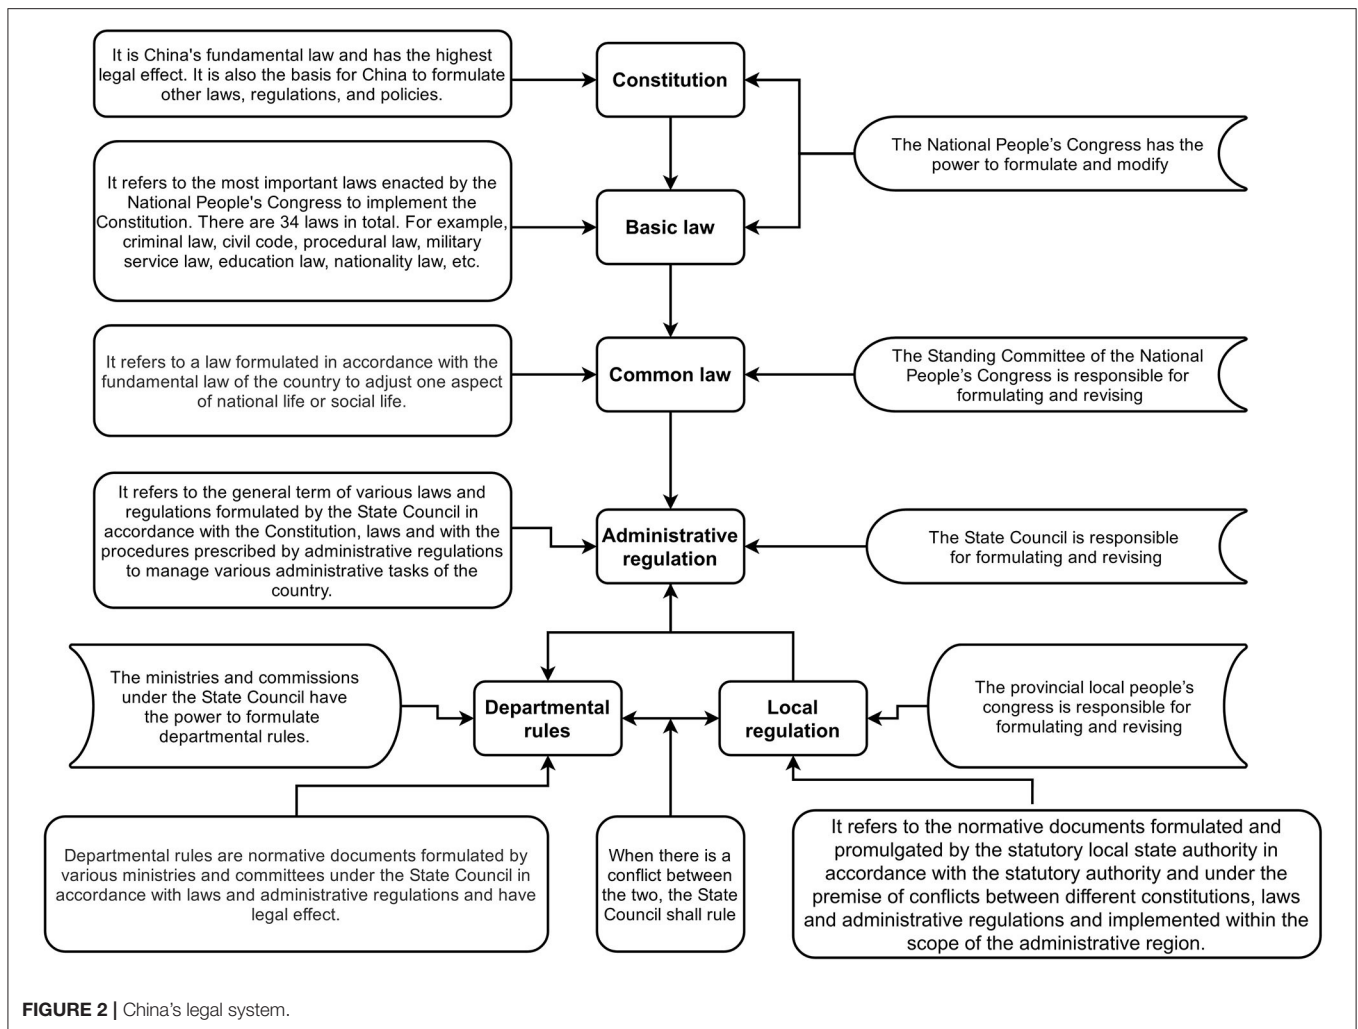 It is China's fundamental law and has the highest
legal effect. It is also the basis for China to formulate
other laws, regulations, and policies.
Constitution
The National People's Congress has the
power to formulate and modify
It refers to the most important laws enacted by the
National People's Congress to implement the
Constitution. There are 34 laws in total. For example,
criminal law, civil code, procedural law, military
service law, education law, nationality law, etc.
Basic law
It refers to a law formulated in accordance with the
fundamental law of the country to adjust one aspect
of national life or social life.
Common law
The Standing Committee of the National
People's Congress is responsible for
formulating and revising
It refers to the general term of various laws and
regulations formulated by the State Council in
accordance with the Constitution, laws and with the
procedures prescribed by administrative regulations
to manage various administrative tasks of the
country.
Administrative
regulation
The State Council is responsible
for formulating and revising
The ministries and commissions
under the State Council have
the power to formulate
departmental rules.
Departmental
rules
Local
regulation
The provincial local people's
congress is responsible for
formulating and revising
Departmental rules are normative documents formulated by
various ministries and committees under the State Council in
accordance with laws and administrative regulations and have
legal effect.
When there is a
conflict between
the two, the State
Council shall rule
It refers to the normative documents formulated and
promulgated by the statutory local state authority in
accordance with the statutory authority and under the
premise of conflicts between different constitutions, laws
and administrative regulations and implemented within the
scope of the administrative region.
FIGURE 2 | China's legal system.